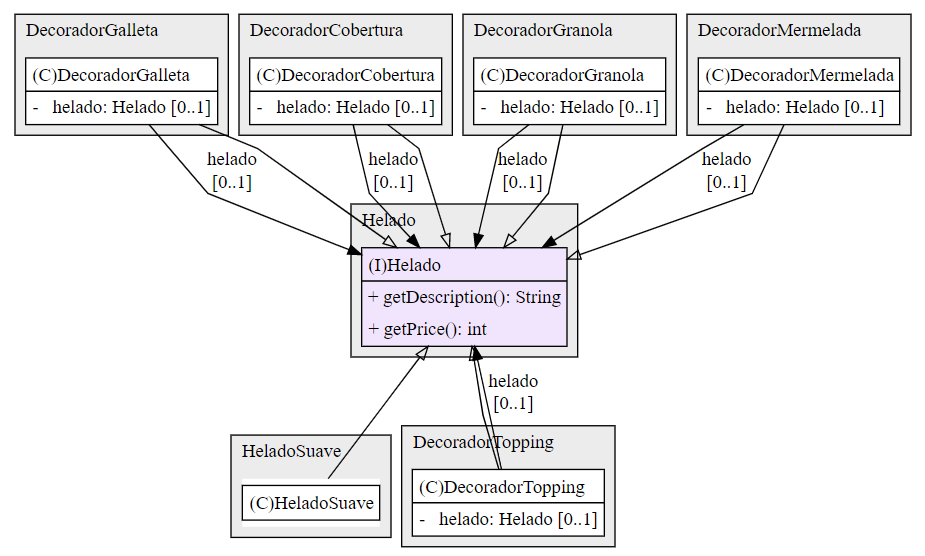 DecoradorGalleta
(C)DecoradorGalleta
- helado: Helado [0..1]
DecoradorCobertura
(C)DecoradorCobertura
- helado: Helado [0..1]
DecoradorGranola
(C)DecoradorGranola
- helado: Helado [0..1]
DecoradorMermelada
(C)DecoradorMermelada
- helado: Helado [0..1]
helado
[0..1]
helado
[0..1]
helado
[0..1]
helado
[0..1]
Helado
(I)Helado
+ getDescription(): String
+ getPrice(): int
helado
[0..1]
HeladoSuave
(C)HeladoSuave
DecoradorTopping
(C)DecoradorTopping
- helado: Helado [0..1]